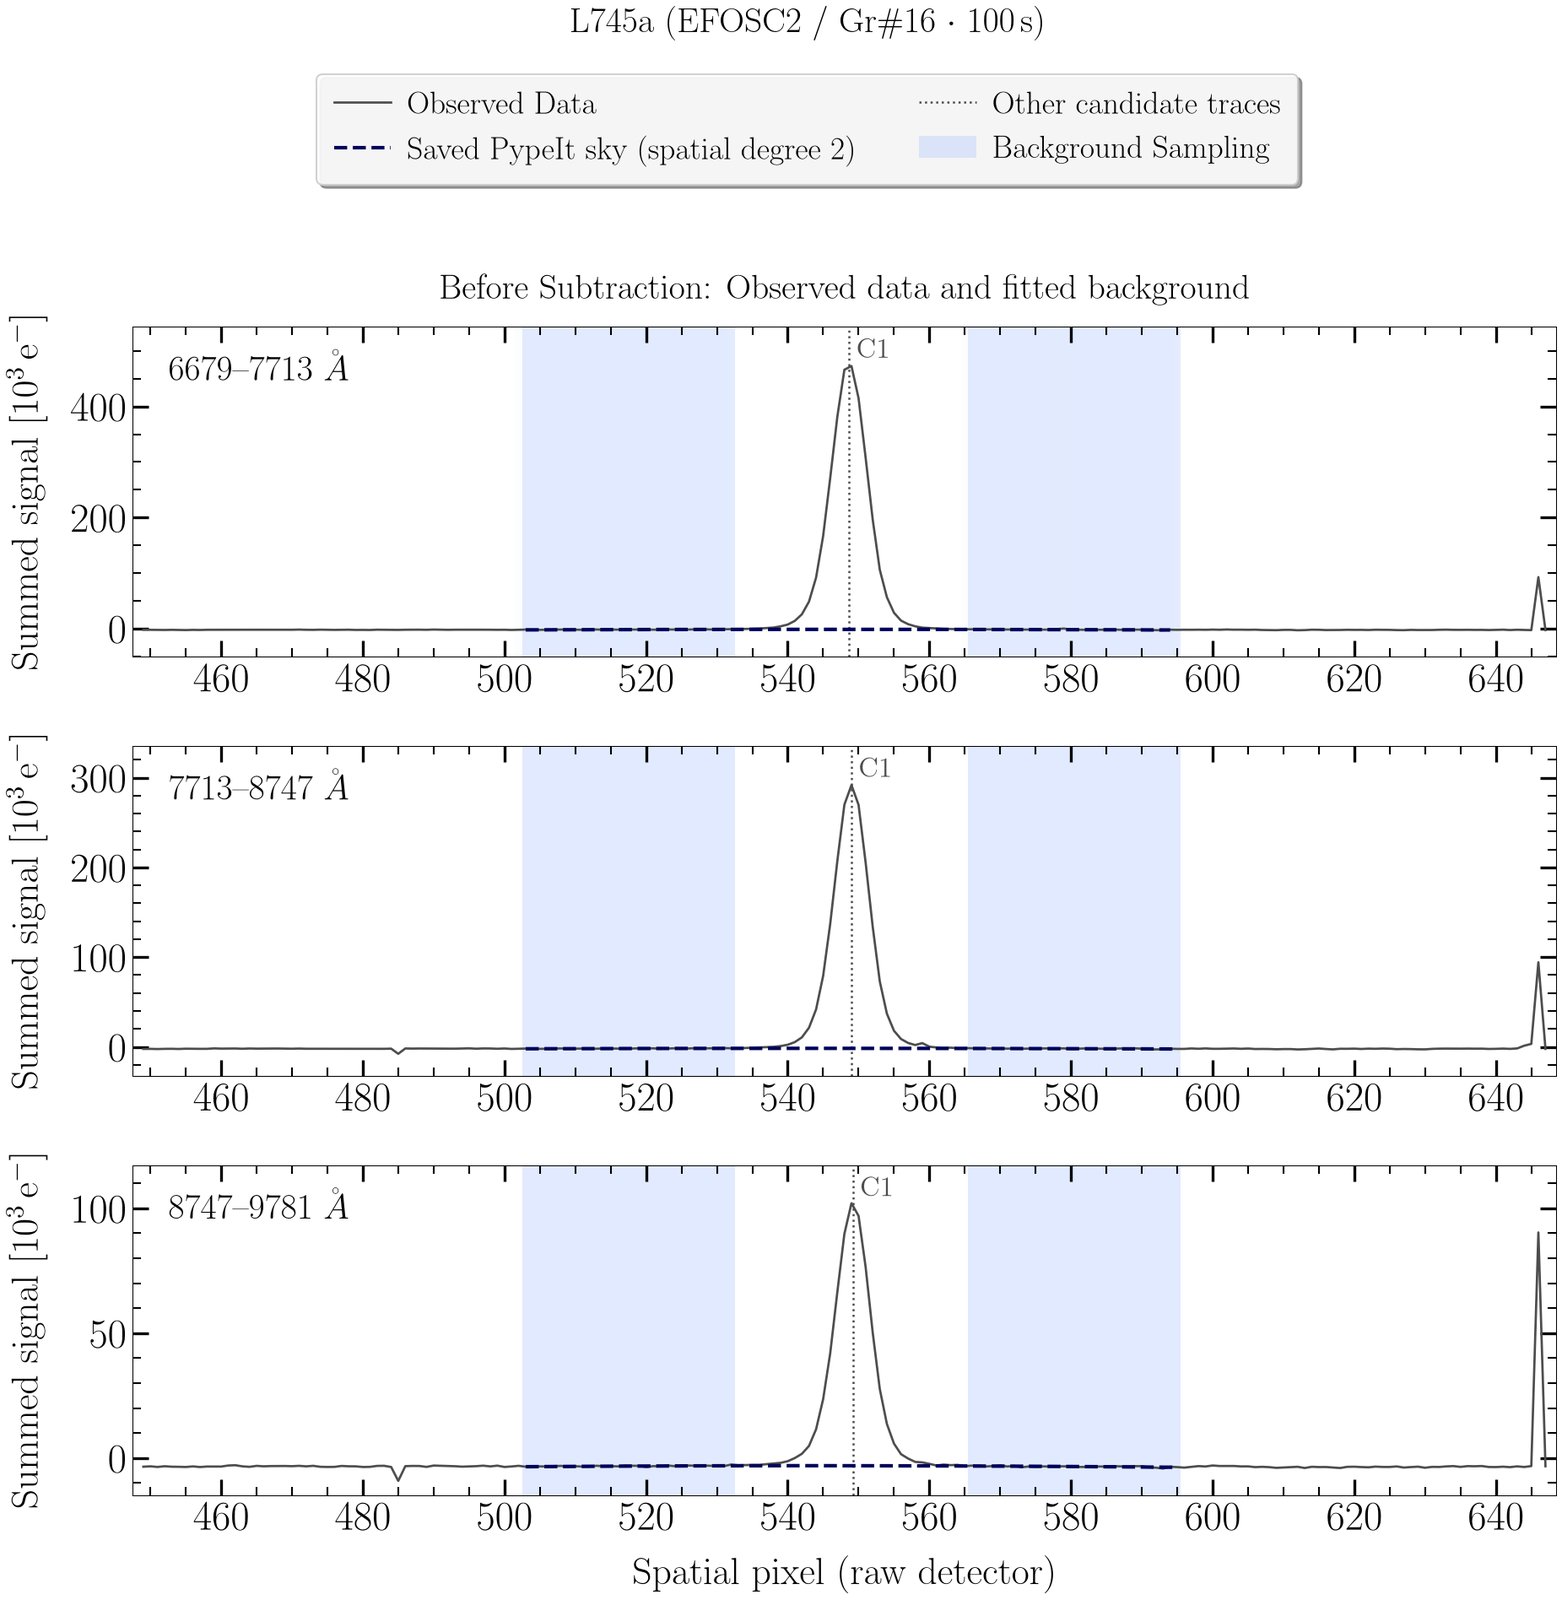 L745a (EFOSC2 / Gr#16 · 100 s)
Observed Data
Saved PypeIt sky (spatial degree 2)
Other candidate traces
Background Sampling
Before Subtraction: Observed data and fitted background
Summed signal [10³ e⁻]
6679–7713 Å
C1
400
200
0
460 480 500 520 540 560 580 600 620 640
Summed signal [10³ e⁻]
7713–8747 Å
C1
300
200
100
0
460 480 500 520 540 560 580 600 620 640
Summed signal [10³ e⁻]
8747–9781 Å
C1
100
50
0
460 480 500 520 540 560 580 600 620 640
Spatial pixel (raw detector)